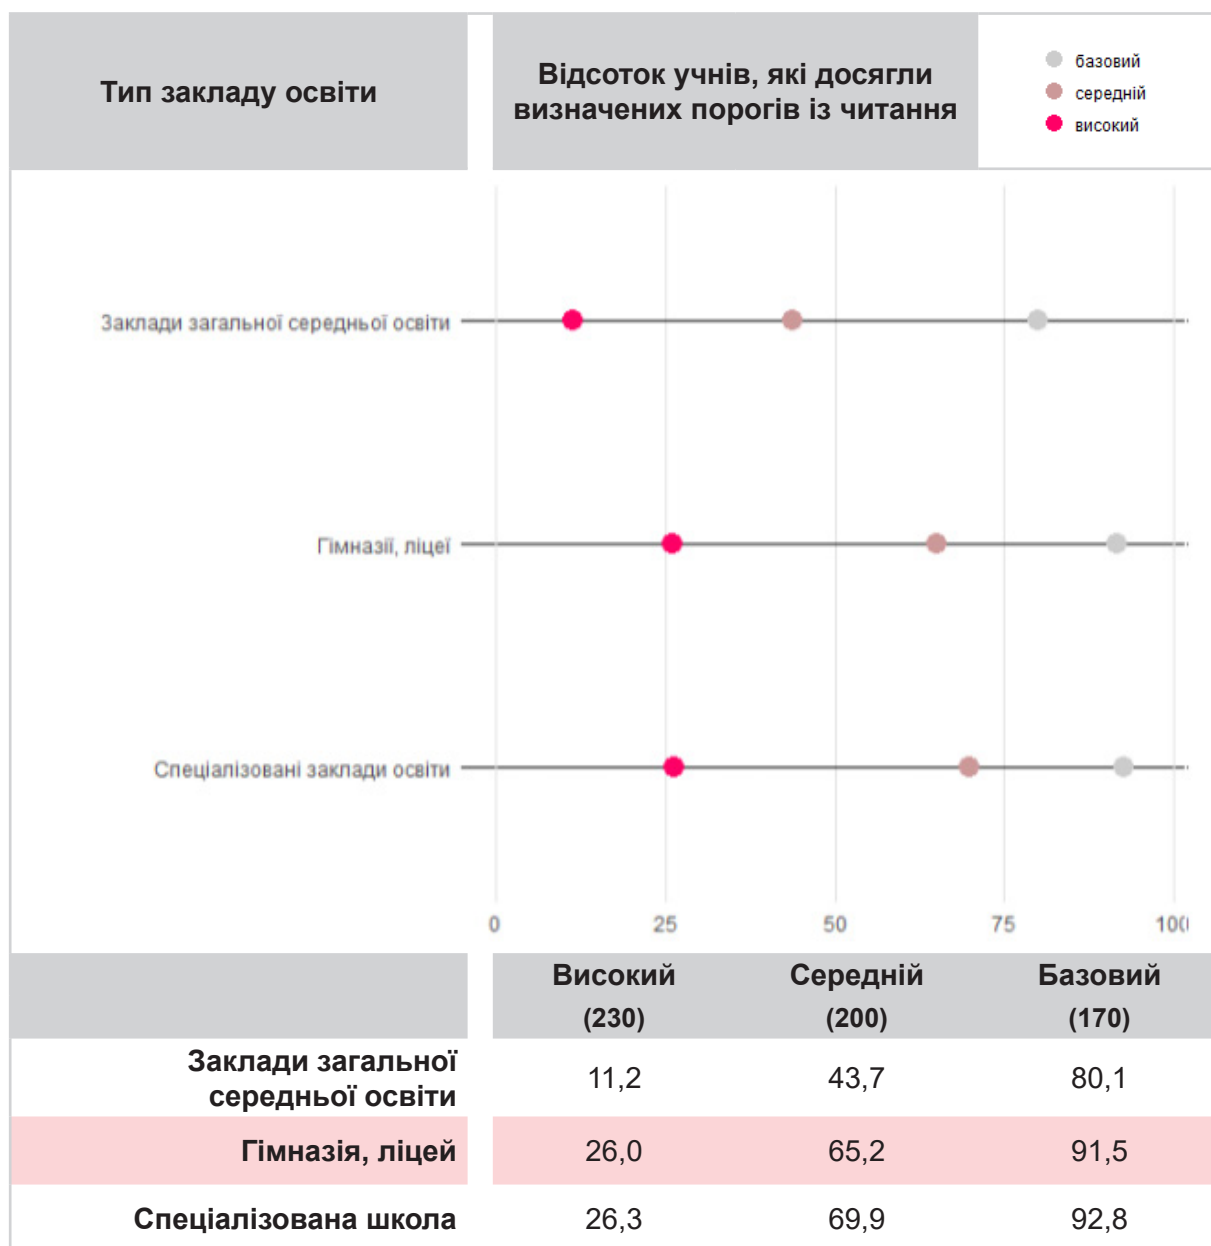 Тип закладу освіти
Відсоток учнів, які досягли
визначених порогів із читання
базовий
середній
високий
Заклади загальної середньої освіти
Гімназії, ліцеї
Спеціалізовані заклади освіти
0 25 50 75 100
Високий Середній Базовий
(230) (200) (170)
Заклади загальної
середньої освіти 11,2 43,7 80,1
Гімназія, ліцей 26,0 65,2 91,5
Спеціалізована школа 26,3 69,9 92,8